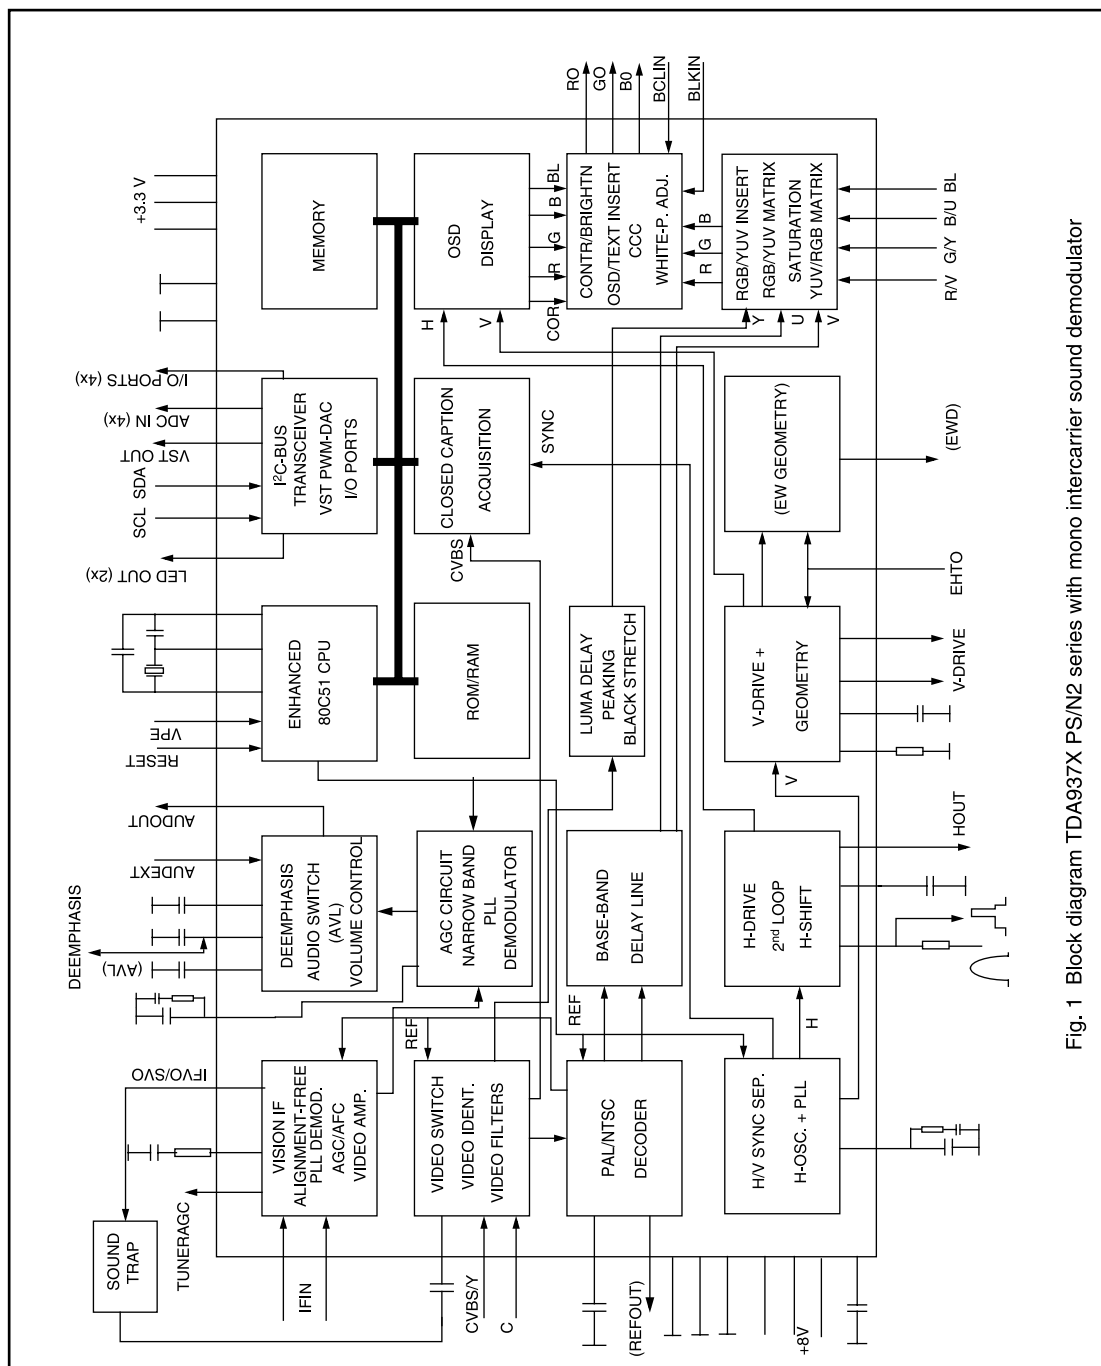 SOUND
TRAP
IFVO/SVO
TUNERAGC
(AVL)
DEEMPHASIS
AUDEXT
AUDOUT
RESET
VPE
LED OUT (2x)
SCL
SDA
VST OUT
ADC IN (4x)
I/O PORTS (4x)
+3.3 V
IFIN
VISION IF
ALIGNMENT-FREE
PLL DEMOD.
AGC/AFC
VIDEO AMP.
DEEMPHASIS
AUDIO SWITCH
(AVL)
VOLUME CONTROL
ENHANCED
80C51 CPU
I²C-BUS
TRANSCEIVER
VST PWM-DAC
I/O PORTS
MEMORY
REF
CVBS/Y
C
VIDEO SWITCH
VIDEO IDENT.
VIDEO FILTERS
AGC CIRCUIT
NARROW BAND
PLL
DEMODULATOR
ROM/RAM
CVBS
CLOSED CAPTION
ACQUISITION
SYNC
H
V
OSD
DISPLAY
COR
R
G
B
BL
RO
GO
B0
BCLIN
BLKIN
REF
(REFOUT)
PAL/NTSC
DECODER
BASE-BAND
DELAY LINE
LUMA DELAY
PEAKING
BLACK STRETCH
CONTR/BRIGHTN
OSD/TEXT INSERT
CCC
WHITE-P. ADJ.
R
G
B
Y
U
V
RGB/YUV INSERT
RGB/YUV MATRIX
SATURATION
YUV/RGB MATRIX
+8V
H/V SYNC SEP.
H-OSC. + PLL
H
H-DRIVE
2nd LOOP
H-SHIFT
V
V-DRIVE +
GEOMETRY
(EW GEOMETRY)
HOUT
V-DRIVE
EHTO
(EWD)
R/V
G/Y
B/U
BL
Fig. 1 Block diagram TDA937X PS/N2 series with mono intercarrier sound demodulator